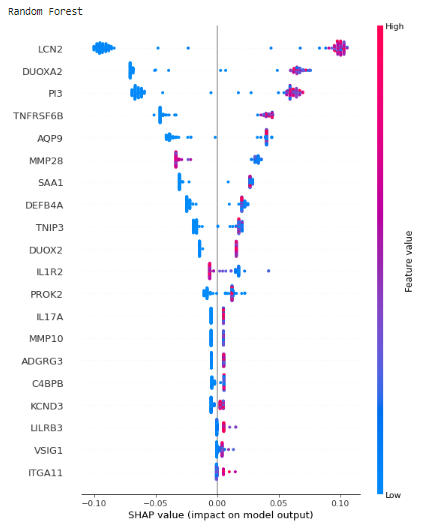 Random Forest
High
LCN2
DUOXA2
PI3
TNFRSF6B
AQP9
MMP28
SAA1
DEFB4A
TNIP3
DUOX2
IL1R2
PROK2
IL17A
MMP10
ADGRG3
C4BPB
KCND3
LILRB3
VSIG1
ITGA11
Feature value
Low
−0.10 −0.05 0.00 0.05 0.10
SHAP value (impact on model output)